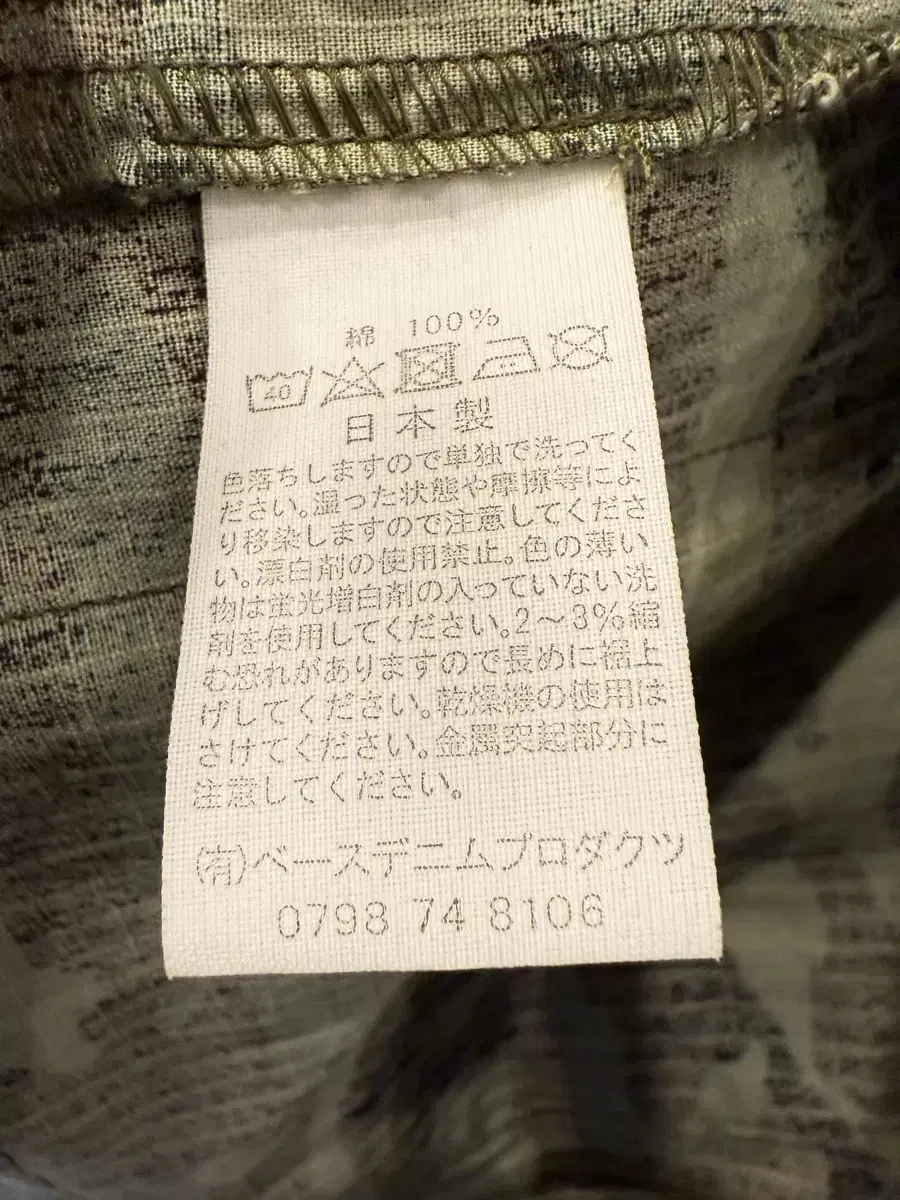 綿 100%
40
日本製
色落ちしますので単独で洗ってく
ださい。湿った状態や摩擦等によ
り移染しますので注意してくださ
い。漂白剤の使用禁止。色の薄い
物は蛍光増白剤の入っていない洗
剤を使用してください。2〜3%縮
む恐れがありますので長めに裾上
げしてください。乾燥機の使用は
さけてください。金属突起部分に
注意してください。
(有)ベースデニムプロダクツ
0798 74 8106